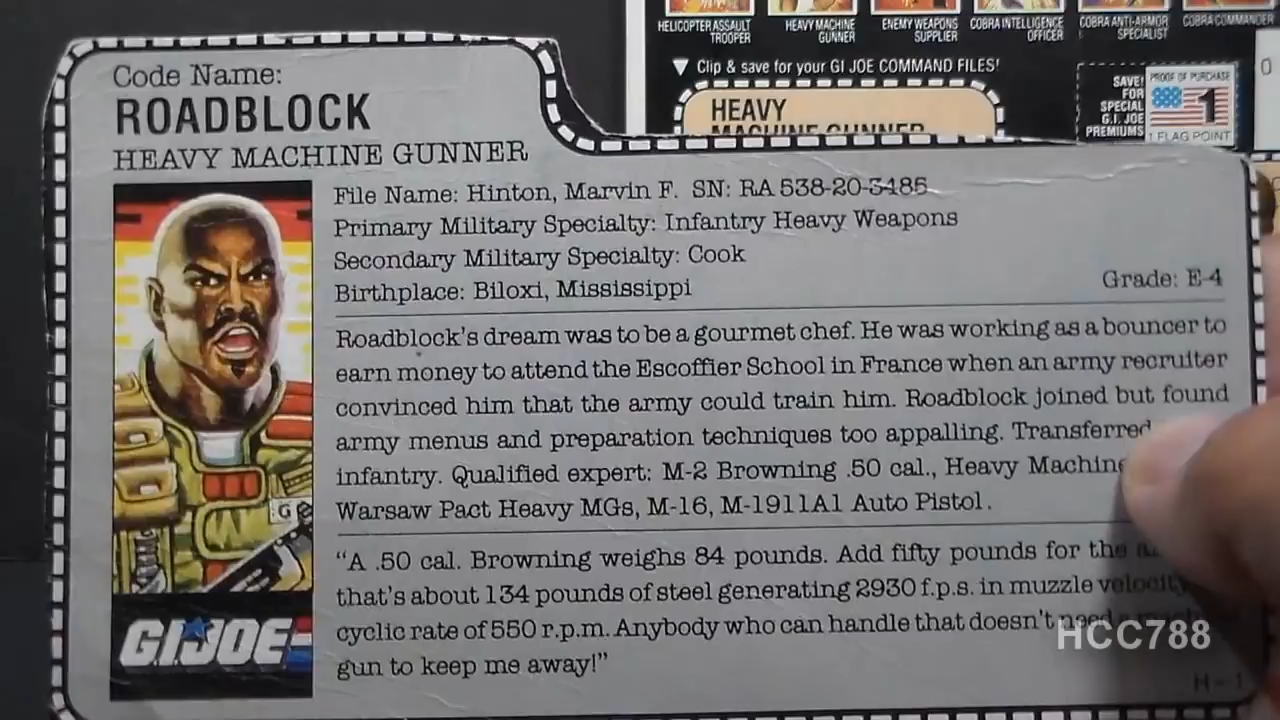 HELICOPTER ASSAULT TROOPER
HEAVY MACHINE GUNNER
ENEMY WEAPONS SUPPLIER
COBRA INTELLIGENCE OFFICER
COBRA ANTI-ARMOR SPECIALIST
COBRA COMMANDER
▼ Clip & save for your GI JOE COMMAND FILES!
HEAVY
MACHINE GUNNER
SAVE!
FOR
SPECIAL
G.I. JOE
PREMIUMS
PROOF OF PURCHASE
1
1 FLAG POINT
Code Name:
ROADBLOCK
HEAVY MACHINE GUNNER
File Name: Hinton, Marvin F. SN: RA 538-20-3485
Primary Military Specialty: Infantry Heavy Weapons
Secondary Military Specialty: Cook
Birthplace: Biloxi, Mississippi
Grade: E-4
Roadblock's dream was to be a gourmet chef. He was working as a bouncer to
earn money to attend the Escoffier School in France when an army recruiter
convinced him that the army could train him. Roadblock joined but found
army menus and preparation techniques too appalling. Transferred
infantry. Qualified expert: M-2 Browning .50 cal., Heavy Machine
Warsaw Pact Heavy MGs, M-16, M-1911A1 Auto Pistol.
"A .50 cal. Browning weighs 84 pounds. Add fifty pounds for the
that's about 134 pounds of steel generating 2930 f.p.s. in muzzle velocity
cyclic rate of 550 r.p.m. Anybody who can handle that doesn't need
gun to keep me away!"
G
GI JOE
HCC788
H-1